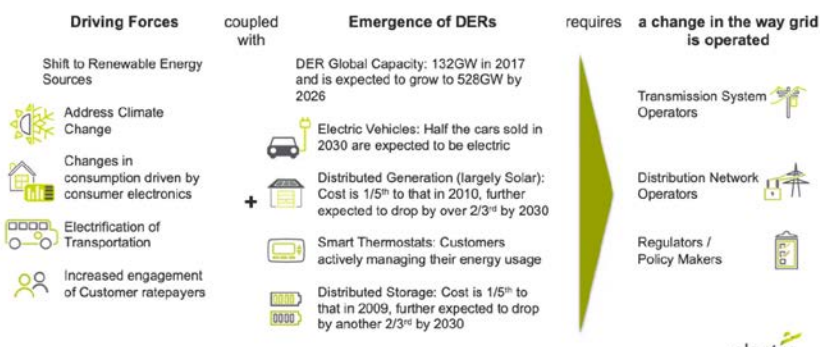 Driving Forces
coupled
with
Emergence of DERs
requires
a change in the way grid
is operated
Shift to Renewable Energy
Sources
Address Climate
Change
Changes in
consumption driven by
consumer electronics
Electrification of
Transportation
Increased engagement
of Customer ratepayers
+
DER Global Capacity: 132GW in 2017
and is expected to grow to 528GW by
2026
Electric Vehicles: Half the cars sold in
2030 are expected to be electric
Distributed Generation (largely Solar):
Cost is 1/5th to that in 2010, further
expected to drop by over 2/3rd by 2030
Smart Thermostats: Customers
actively managing their energy usage
Distributed Storage: Cost is 1/5th to
that in 2009, further expected to drop
by another 2/3rd by 2030
Transmission System
Operators
Distribution Network
Operators
Regulators /
Policy Makers